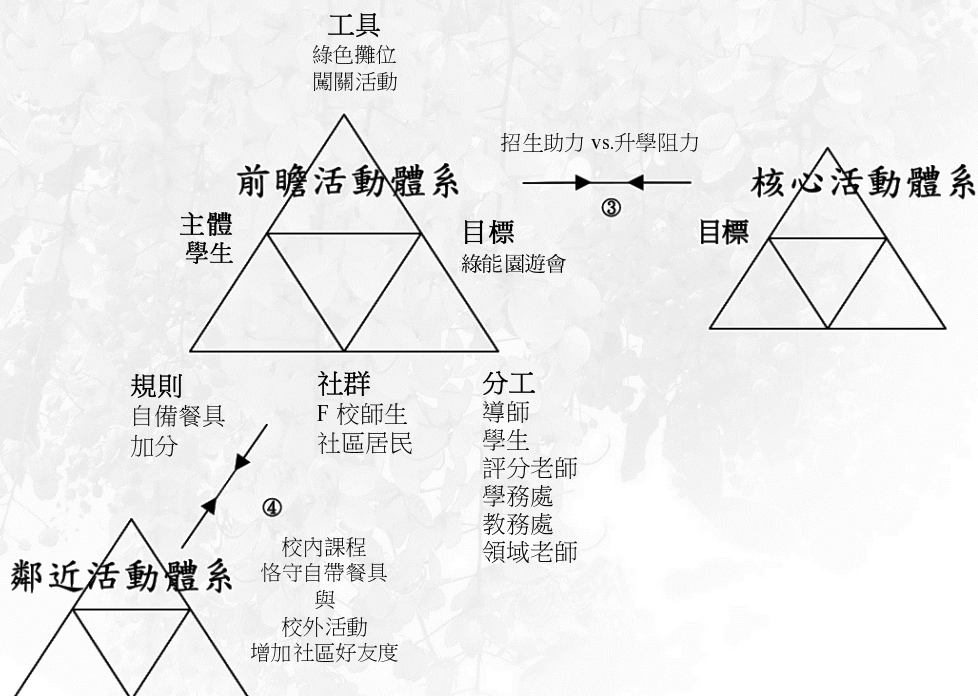 工具
綠色攤位
闖關活動
招生助力 vs.升學阻力
前瞻活動體系
③
核心活動體系
主體
學生
目標
綠能園遊會
目標
規則
自備餐具
加分
社群
F 校師生
社區居民
分工
導師
學生
評分老師
學務處
教務處
領域老師
④
校內課程
恪守自帶餐具
與
校外活動
增加社區好友度
鄰近活動體系